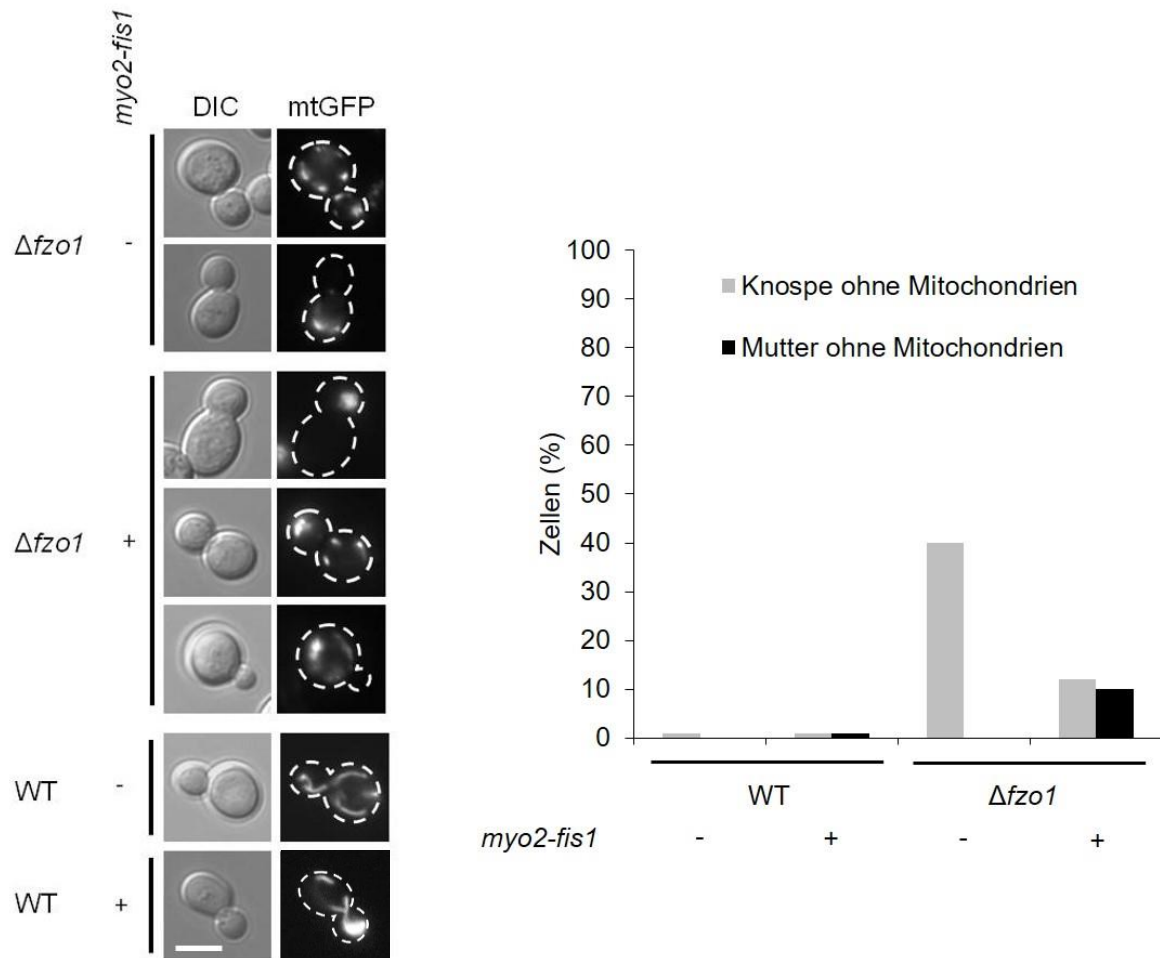 myo2-fis1
DIC mtGFP
Δfzo1 -
Δfzo1 +
WT -
WT +
100
90
80
70
60
50
40
30
20
10
0
Zellen (%)
Knospe ohne Mitochondrien
Mutter ohne Mitochondrien
WT Δfzo1
myo2-fis1 - + - +